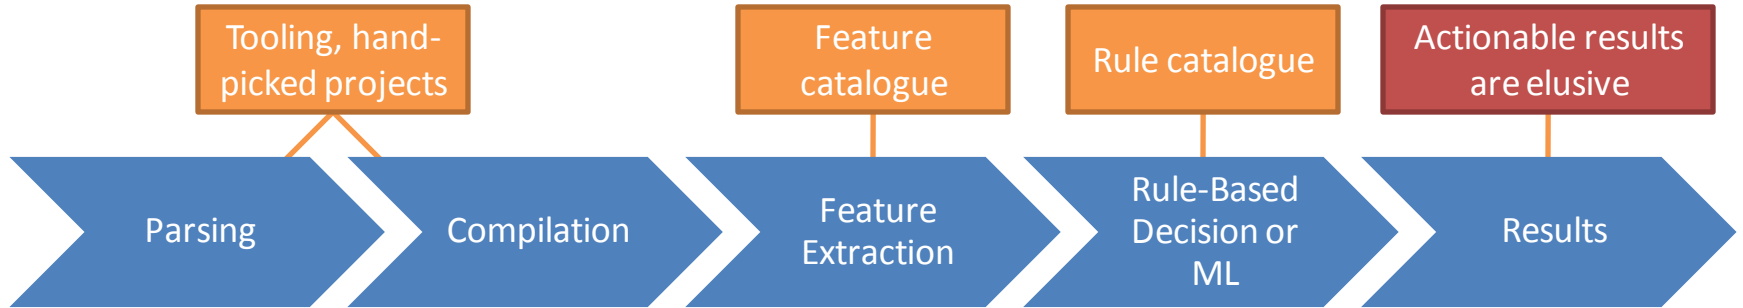 Tooling, hand-
picked projects
Feature
catalogue
Rule catalogue
Actionable results
are elusive
Parsing
Compilation
Feature
Extraction
Rule-Based
Decision or
ML
Results